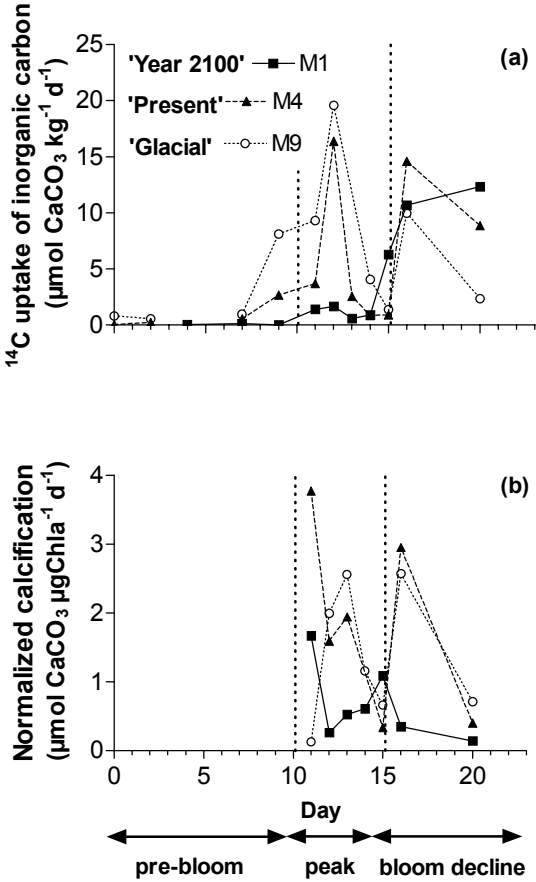 (a)
¹⁴C uptake of inorganic carbon
(µmol CaCO₃ kg⁻¹ d⁻¹)
25
20
15
10
5
0
'Year 2100' M1
'Present' M4
'Glacial' M9
(b)
Normalized calcification
(µmol CaCO₃ µgChla⁻¹ d⁻¹)
4
3
2
1
0
0 5 10 15 20
Day
pre-bloom peak bloom decline